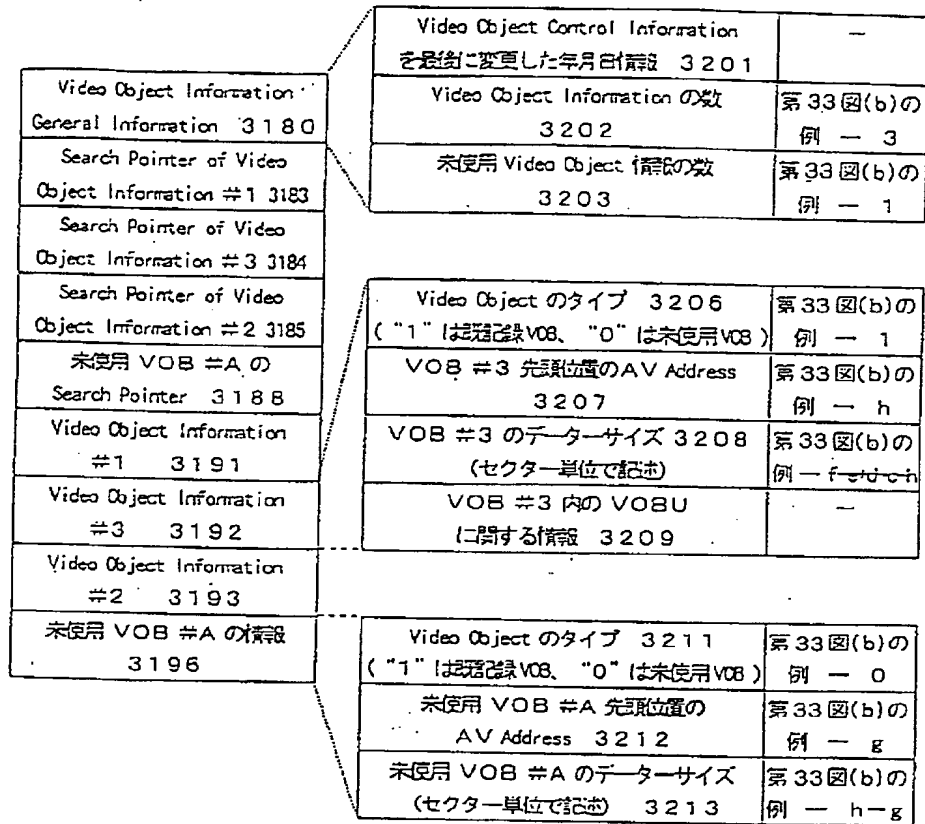 Video Object Information
General Information 3180
Search Pointer of Video
Object Information #1 3183
Search Pointer of Video
Object Information #3 3184
Search Pointer of Video
Object Information #2 3185
未使用 VOB #A の
Search Pointer 3188
Video Object Information
#1 3191
Video Object Information
#3 3192
Video Object Information
#2 3193
未使用 VOB #A の情報
3196
Video Object Control Information
を最後に変更した年月日情報 3201
—
Video Object Information の数
3202
第33図(b)の
例 — 3
未使用 Video Object 情報の数
3203
第33図(b)の
例 — 1
Video Object のタイプ 3206
( "1" は既記録VOB、 "0" は未使用VOB )
第33図(b)の
例 — 1
VOB #3 先頭位置のAV Address
3207
第33図(b)の
例 — h
VOB #3 のデーターサイズ 3208
(セクター単位で記述)
第33図(b)の
例 —
VOB #3 内の VOBU
に関する情報 3209
—
Video Object のタイプ 3211
( "1" は既記録VOB、 "0" は未使用VOB )
第33図(b)の
例 — 0
未使用 VOB #A 先頭位置の
AV Address 3212
第33図(b)の
例 — g
未使用 VOB #A のデーターサイズ
(セクター単位で記述) 3213
第33図(b)の
例 — h-g